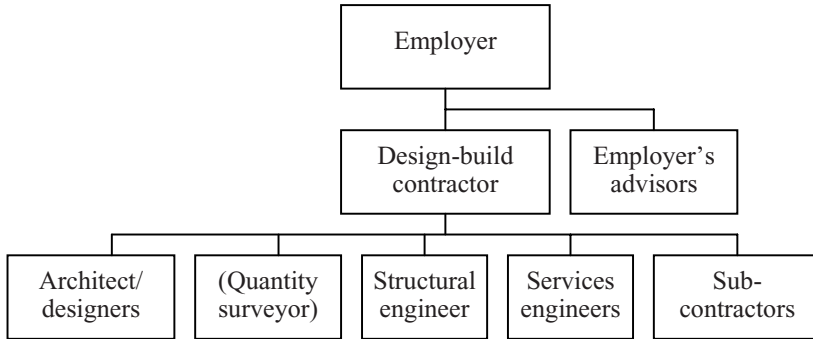 Employer
Design-build
contractor
Employer’s
advisors
Architect/
designers
(Quantity
surveyor)
Structural
engineer
Services
engineers
Sub-
contractors